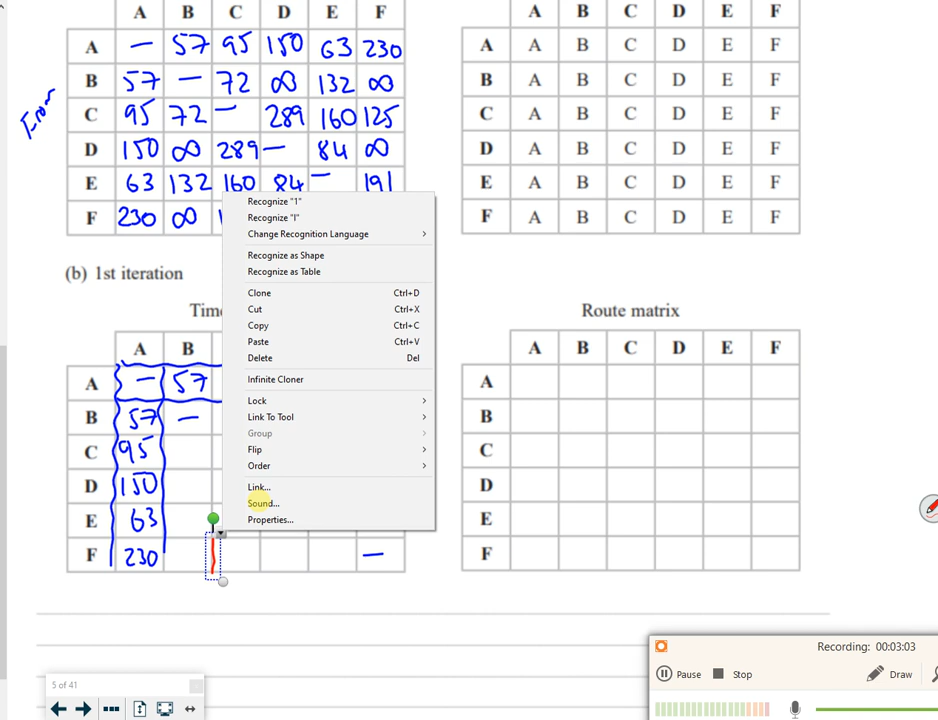 A B C D E F
A — 57 95 150 63 230
B 57 — 72 ∞ 132 ∞
C 95 72 — 289 160 125
D 150 ∞ 289 — 84 ∞
E 63 132 160 84 — 191
F 230 ∞
From
A B C D E F
A A B C D E F
B A B C D E F
C A B C D E F
D A B C D E F
E A B C D E F
F A B C D E F
(b) 1st iteration
Recognize "1"
Recognize "l"
Change Recognition Language
Recognize as Shape
Recognize as Table
Clone Ctrl+D
Cut Ctrl+X
Copy Ctrl+C
Paste Ctrl+V
Delete Del
Infinite Cloner
Lock
Link To Tool
Group
Flip
Order
Link...
Sound...
Properties...
A B
A — 57
B 57 —
C 95
D 150
E 63
F 230 —
Route matrix
A B C D E F
A
B
C
D
E
F
5 of 41
Recording: 00:03:03
Pause Stop Draw